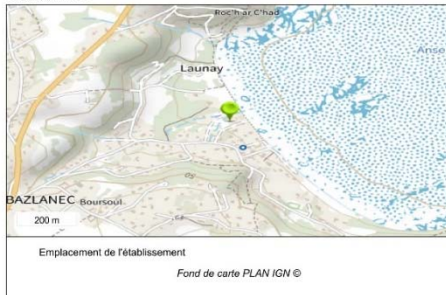 Roc'h ar C'had
Launay
Anse
BAZLANEC
Boursoul
200 m
Emplacement de l'établissement
Fond de carte PLAN IGN ©